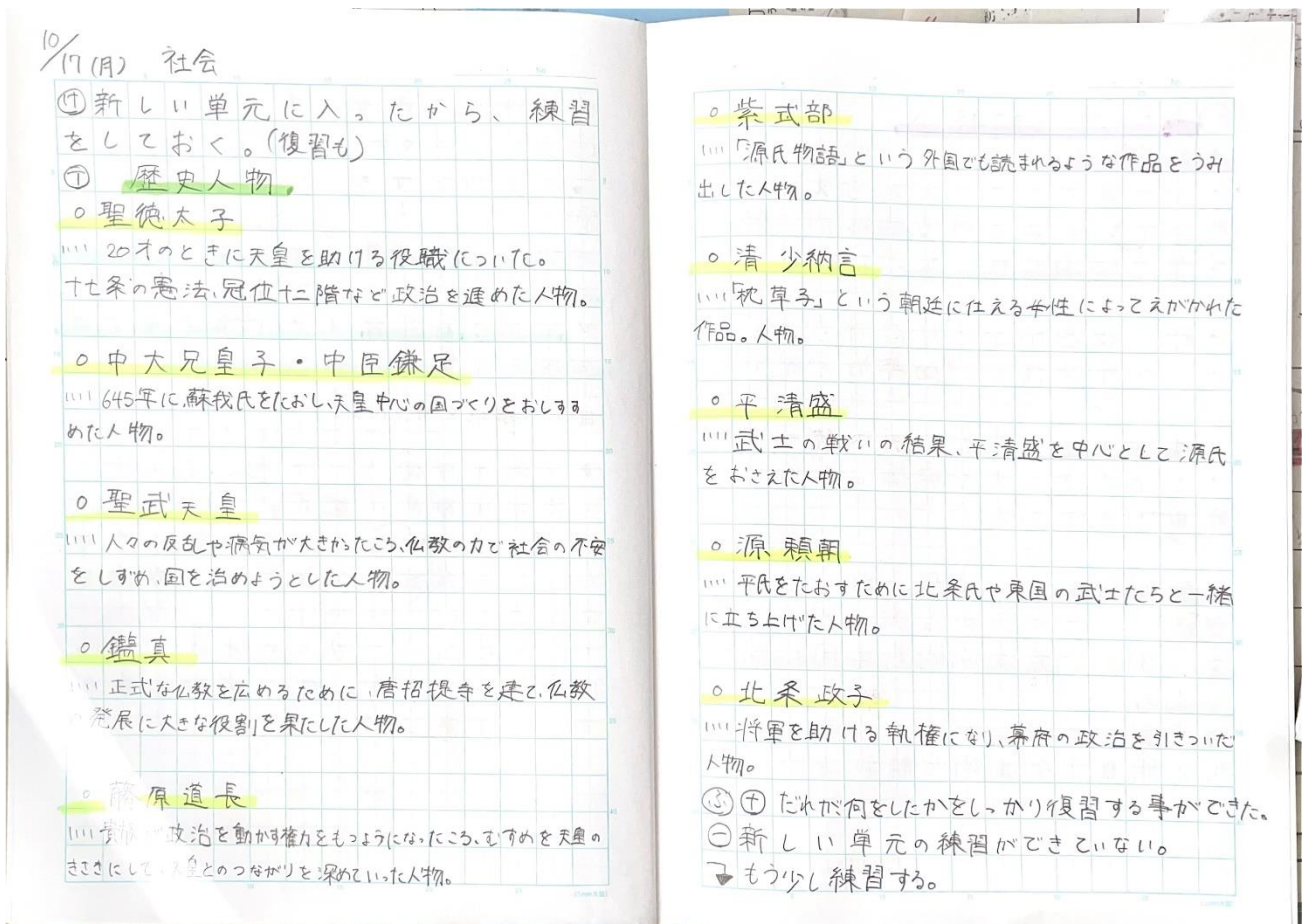 10/17(月) 社会
け 新しい単元に入ったから、練習
をしておく。(復習も)
テ 歴史人物
○聖徳太子
…… 20才のときに天皇を助ける役職についた。
十七条の憲法、冠位十二階など政治を進めた人物。
○中大兄皇子・中臣鎌足
…… 645年に、蘇我氏をたおし、天皇中心の国づくりをおしすす
めた人物。
○聖武天皇
…… 人々の反乱や病気が大きかったころ、仏教の力で社会の不安
をしずめ、国を治めようとした人物。
○鑑真
…… 正式な仏教を広めるために、唐招提寺を建て、仏教
発展に大きな役割を果たした人物。
○藤原道長
…… 貴族が政治を動かす権力をもつようになったころ、むすめを天皇の
きさきにして、天皇とのつながりを深めていった人物。
○紫式部
…… 「源氏物語」という外国でも読まれるような作品をうみ
出した人物。
○清少納言
…… 「枕草子」という朝廷に仕える女性によってえがかれた
作品。人物。
○平清盛
…… 武士の戦いの結果、平清盛を中心として源氏
をおさえた人物。
○源頼朝
…… 平氏をたおすために北条氏や東国の武士たちと一緒
に立ち上げた人物。
○北条政子
…… 将軍を助ける執権になり、幕府の政治を引きついだ
人物。
ふ + だれが何をしたかをしっかり復習する事ができた。
- 新しい単元の練習ができていない。
もう少し練習する。